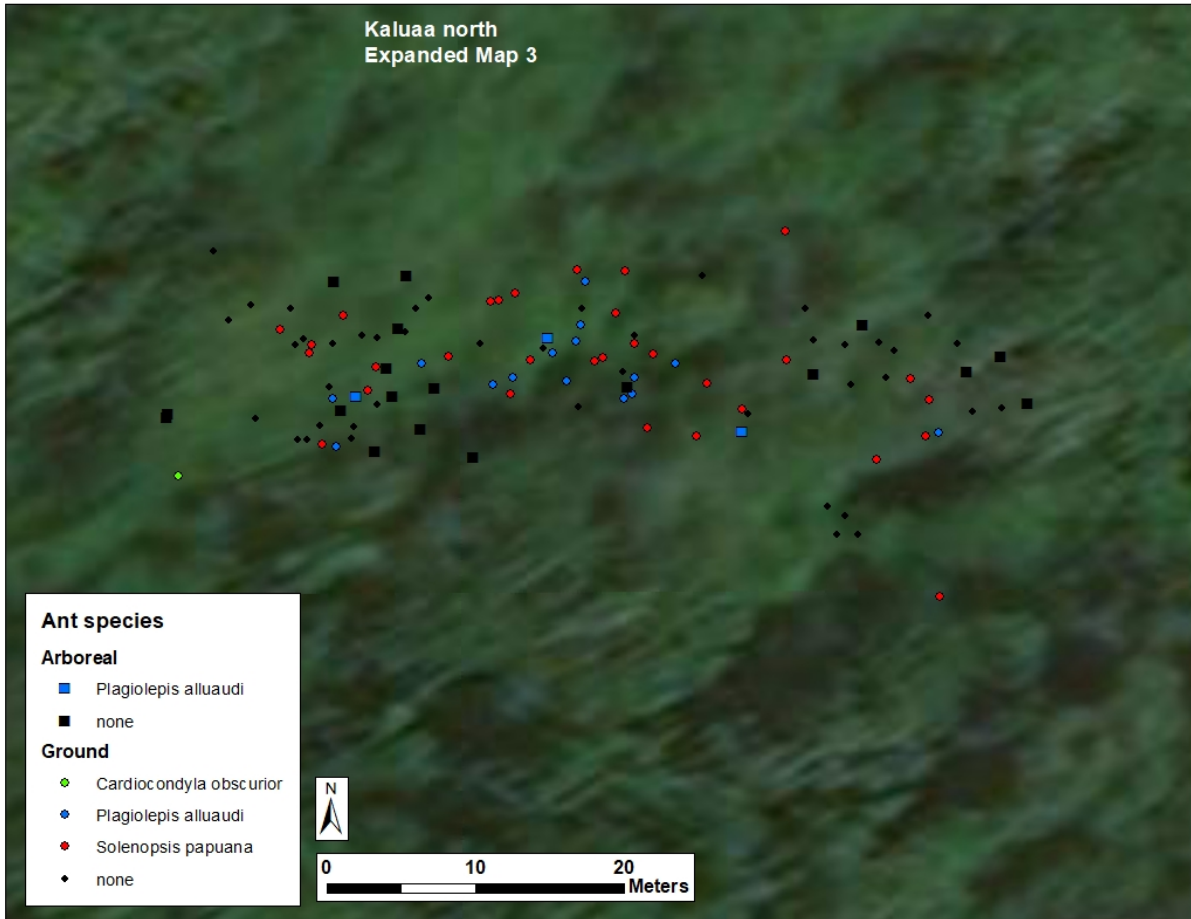 Kaluaa north
Expanded Map 3
Ant species
Arboreal
Plagiolepis alluaudi
none
Ground
Cardiocondyla obscurior
Plagiolepis alluaudi
Solenopsis papuana
none
N
0 10 20
Meters